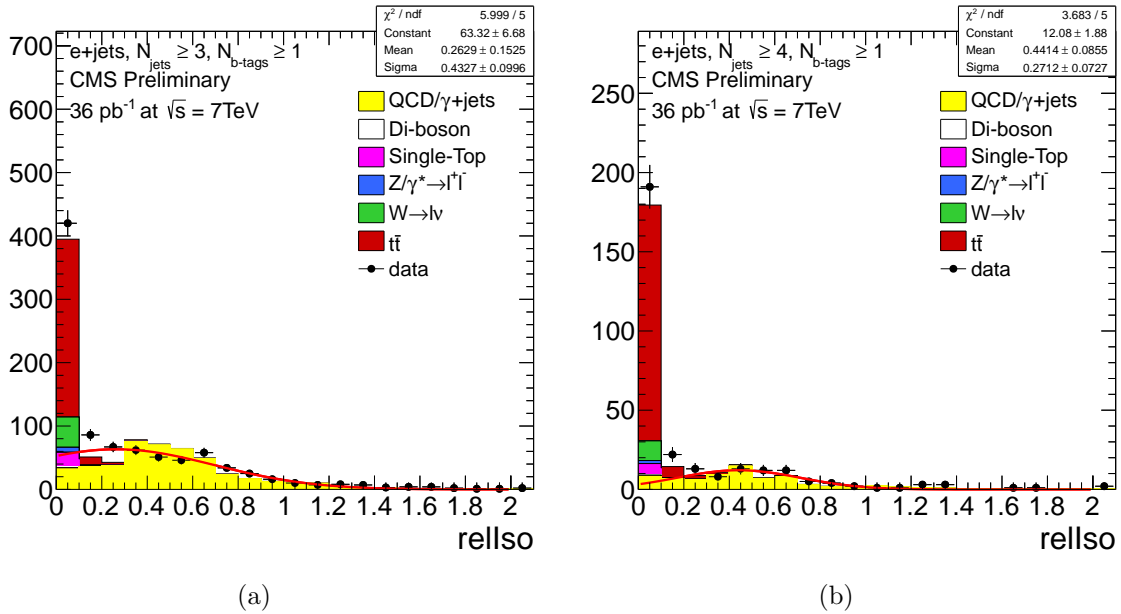 χ² / ndf 5.999 / 5
Constant 63.32 ± 6.68
Mean 0.2629 ± 0.1525
Sigma 0.4327 ± 0.0996
e+jets, N_jets ≥ 3, N_b-tags ≥ 1
CMS Preliminary
36 pb⁻¹ at √s = 7TeV
QCD/γ+jets
Di-boson
Single-Top
Z/γ*→l⁺l⁻
W→lν
tt̄
data
700
600
500
400
300
200
100
0
0 0.2 0.4 0.6 0.8 1 1.2 1.4 1.6 1.8 2
relIso
(a)
χ² / ndf 3.683 / 5
Constant 12.08 ± 1.88
Mean 0.4414 ± 0.0855
Sigma 0.2712 ± 0.0727
e+jets, N_jets ≥ 4, N_b-tags ≥ 1
CMS Preliminary
36 pb⁻¹ at √s = 7TeV
QCD/γ+jets
Di-boson
Single-Top
Z/γ*→l⁺l⁻
W→lν
tt̄
data
250
200
150
100
50
0
0 0.2 0.4 0.6 0.8 1 1.2 1.4 1.6 1.8 2
relIso
(b)